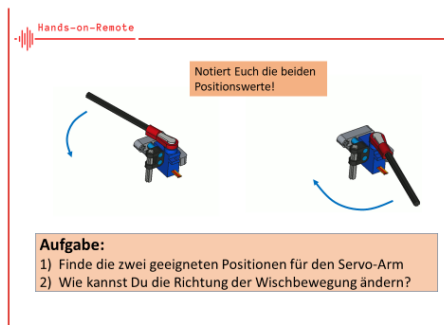 Hands-on-Remote
Notiert Euch die beiden
Positionswerte!
Aufgabe:
1) Finde die zwei geeigneten Positionen für den Servo-Arm
2) Wie kannst Du die Richtung der Wischbewegung ändern?